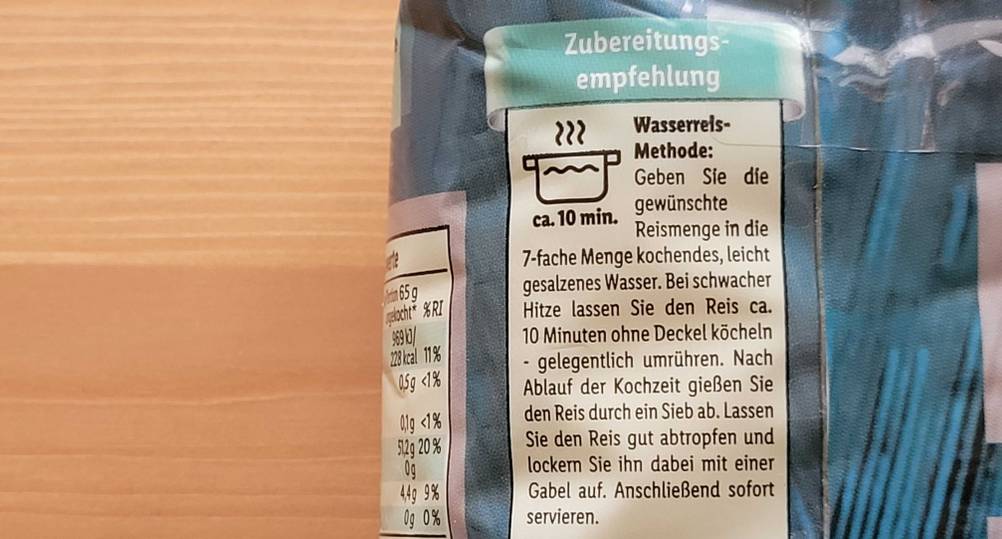 Zubereitungs-
empfehlung
Wasserreis-
Methode:
Geben Sie die
gewünschte
Reismenge in die
ca. 10 min.
7-fache Menge kochendes, leicht
gesalzenes Wasser. Bei schwacher
Hitze lassen Sie den Reis ca.
10 Minuten ohne Deckel köcheln
- gelegentlich umrühren. Nach
Ablauf der Kochzeit gießen Sie
den Reis durch ein Sieb ab. Lassen
Sie den Reis gut abtropfen und
lockern Sie ihn dabei mit einer
Gabel auf. Anschließend sofort
servieren.
65 g
%RI
969 kJ/
228 kcal 11%
0,5g <1%
0,1g <1%
51,2g 20%
0g
4,4g 9%
0g 0%